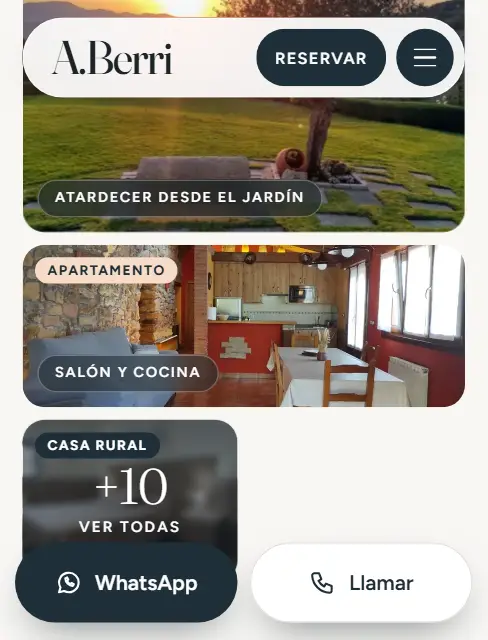 A.Berri
RESERVAR
ATARDECER DESDE EL JARDÍN
APARTAMENTO
SALÓN Y COCINA
CASA RURAL
+10
VER TODAS
WhatsApp
Llamar